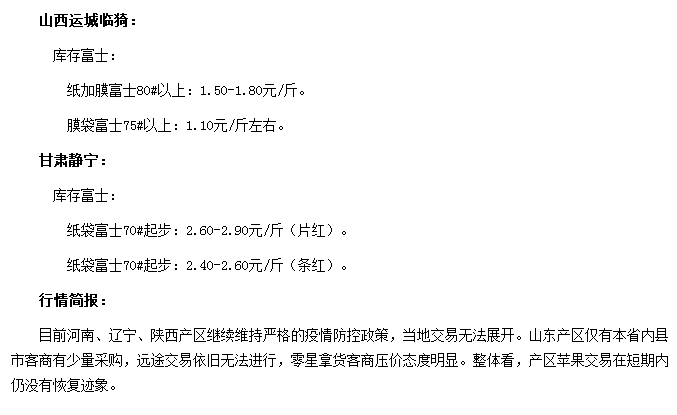 山西运城临猗：
库存富士：
纸加膜富士80#以上：1.50-1.80元/斤。
膜袋富士75#以上：1.10元/斤左右。
甘肃静宁：
库存富士：
纸袋富士70#起步：2.60-2.90元/斤（片红）。
纸袋富士70#起步：2.40-2.60元/斤（条红）。
行情简报：
目前河南、辽宁、陕西产区继续维持严格的疫情防控政策，当地交易无法展开。山东产区仅有本省内县
市客商有少量采购，远途交易依旧无法进行，零星拿货客商压价态度明显。整体看，产区苹果交易在短期内
仍没有恢复迹象。